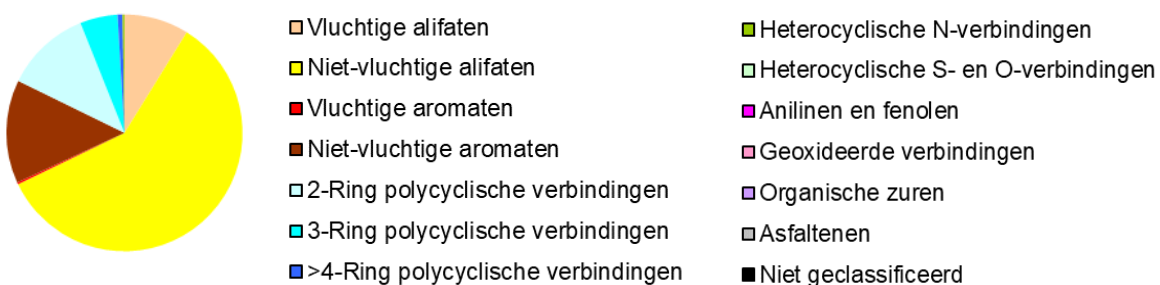 Vluchtige alifaten
Niet-vluchtige alifaten
Vluchtige aromaten
Niet-vluchtige aromaten
2-Ring polycyclische verbindingen
3-Ring polycyclische verbindingen
>4-Ring polycyclische verbindingen
Heterocyclische N-verbindingen
Heterocyclische S- en O-verbindingen
Anilinen en fenolen
Geoxideerde verbindingen
Organische zuren
Asfaltenen
Niet geclassificeerd